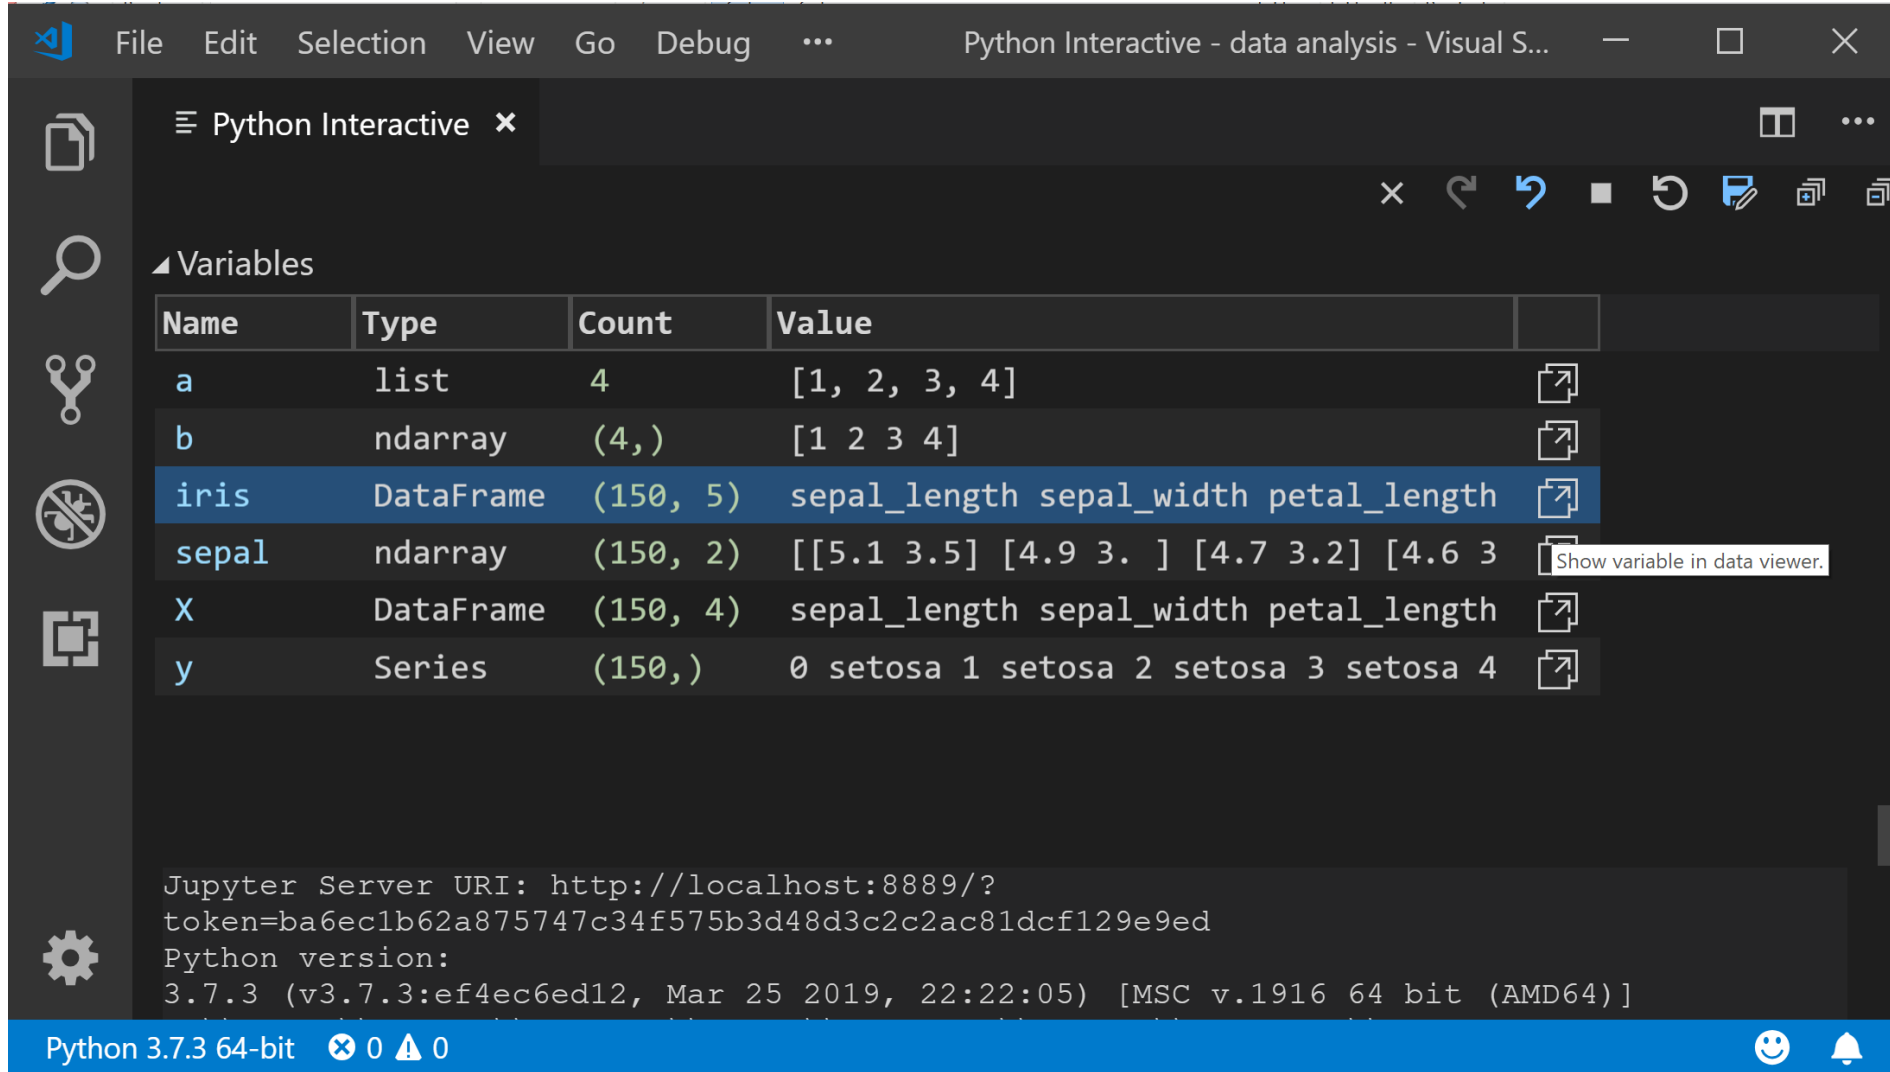 File Edit Selection View Go Debug ··· Python Interactive - data analysis - Visual S...
Python Interactive
Variables
Name Type Count Value
a list 4 [1, 2, 3, 4]
b ndarray (4,) [1 2 3 4]
iris DataFrame (150, 5) sepal_length sepal_width petal_length
sepal ndarray (150, 2) [[5.1 3.5] [4.9 3. ] [4.7 3.2] [4.6 3
Show variable in data viewer.
X DataFrame (150, 4) sepal_length sepal_width petal_length
y Series (150,) 0 setosa 1 setosa 2 setosa 3 setosa 4
Jupyter Server URI: http://localhost:8889/?
token=ba6ec1b62a875747c34f575b3d48d3c2c2ac81dcf129e9ed
Python version:
3.7.3 (v3.7.3:ef4ec6ed12, Mar 25 2019, 22:22:05) [MSC v.1916 64 bit (AMD64)]
Python 3.7.3 64-bit 0 0